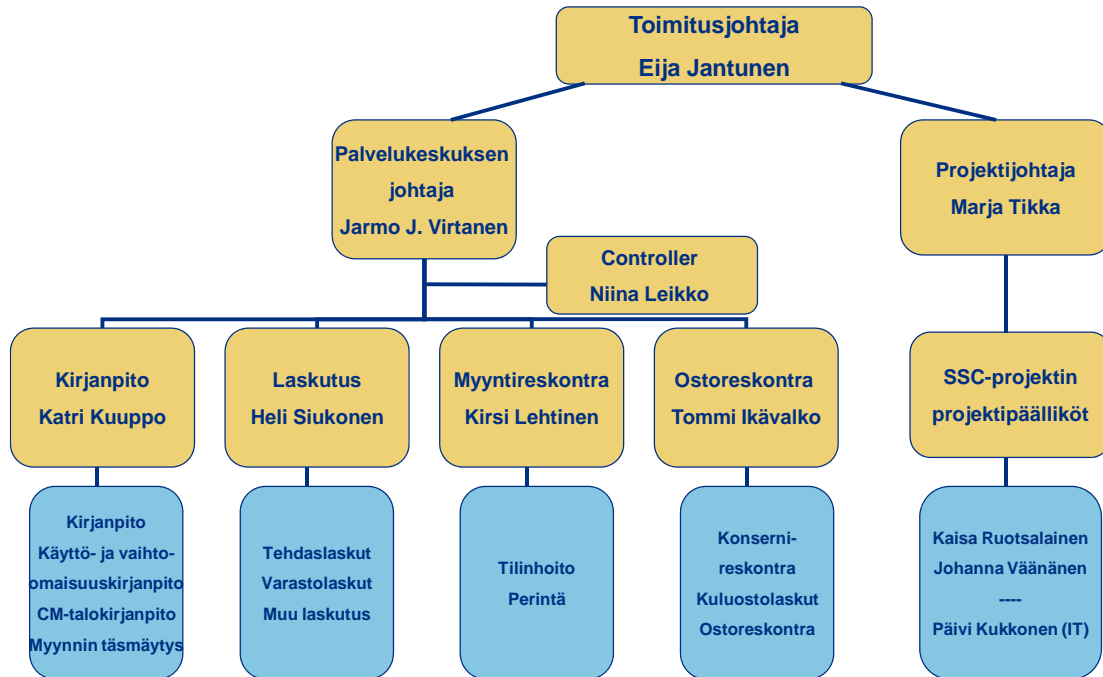 Toimitusjohtaja
Eija Jantunen
Palvelukeskuksen
johtaja
Jarmo J. Virtanen
Projektijohtaja
Marja Tikka
Controller
Niina Leikko
Kirjanpito
Katri Kuuppo
Laskutus
Heli Siukonen
Myyntireskontra
Kirsi Lehtinen
Ostoreskontra
Tommi Ikävalko
SSC-projektin
projektipäälliköt
Kirjanpito
Käyttö- ja vaihto-
omaisuuskirjanpito
CM-talokirjanpito
Myynnin täsmäytys
Tehdaslaskut
Varastolaskut
Muu laskutus
Tilinhoito
Perintä
Konserni-
reskontra
Kuluostolaskut
Ostoreskontra
Kaisa Ruotsalainen
Johanna Väänänen
----
Päivi Kukkonen (IT)